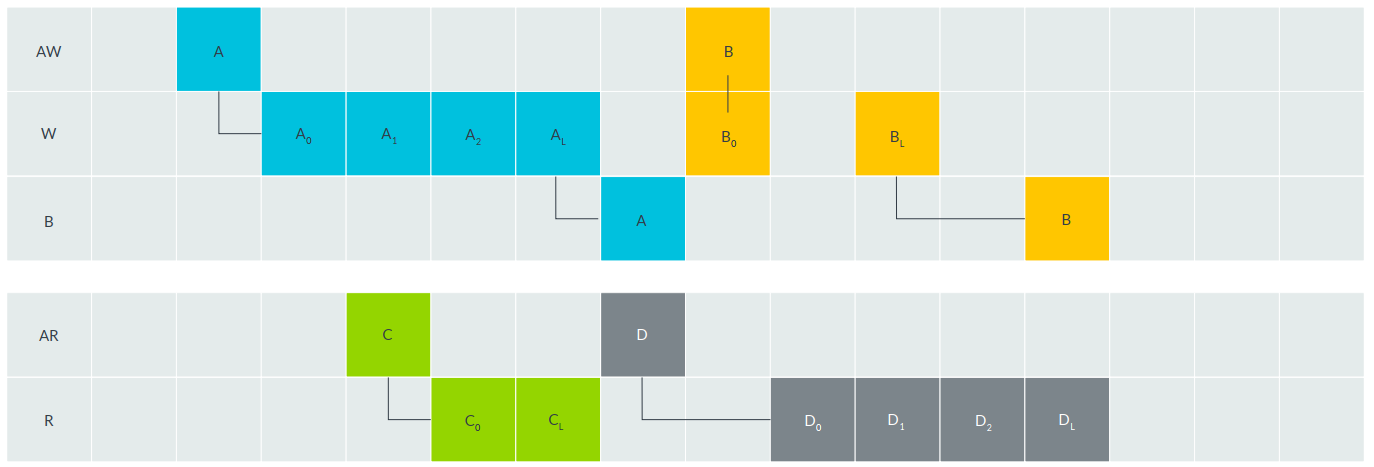 AW A B
W A0 A1 A2 AL B0 BL
B A B
AR C D
R C0 CL D0 D1 D2 DL